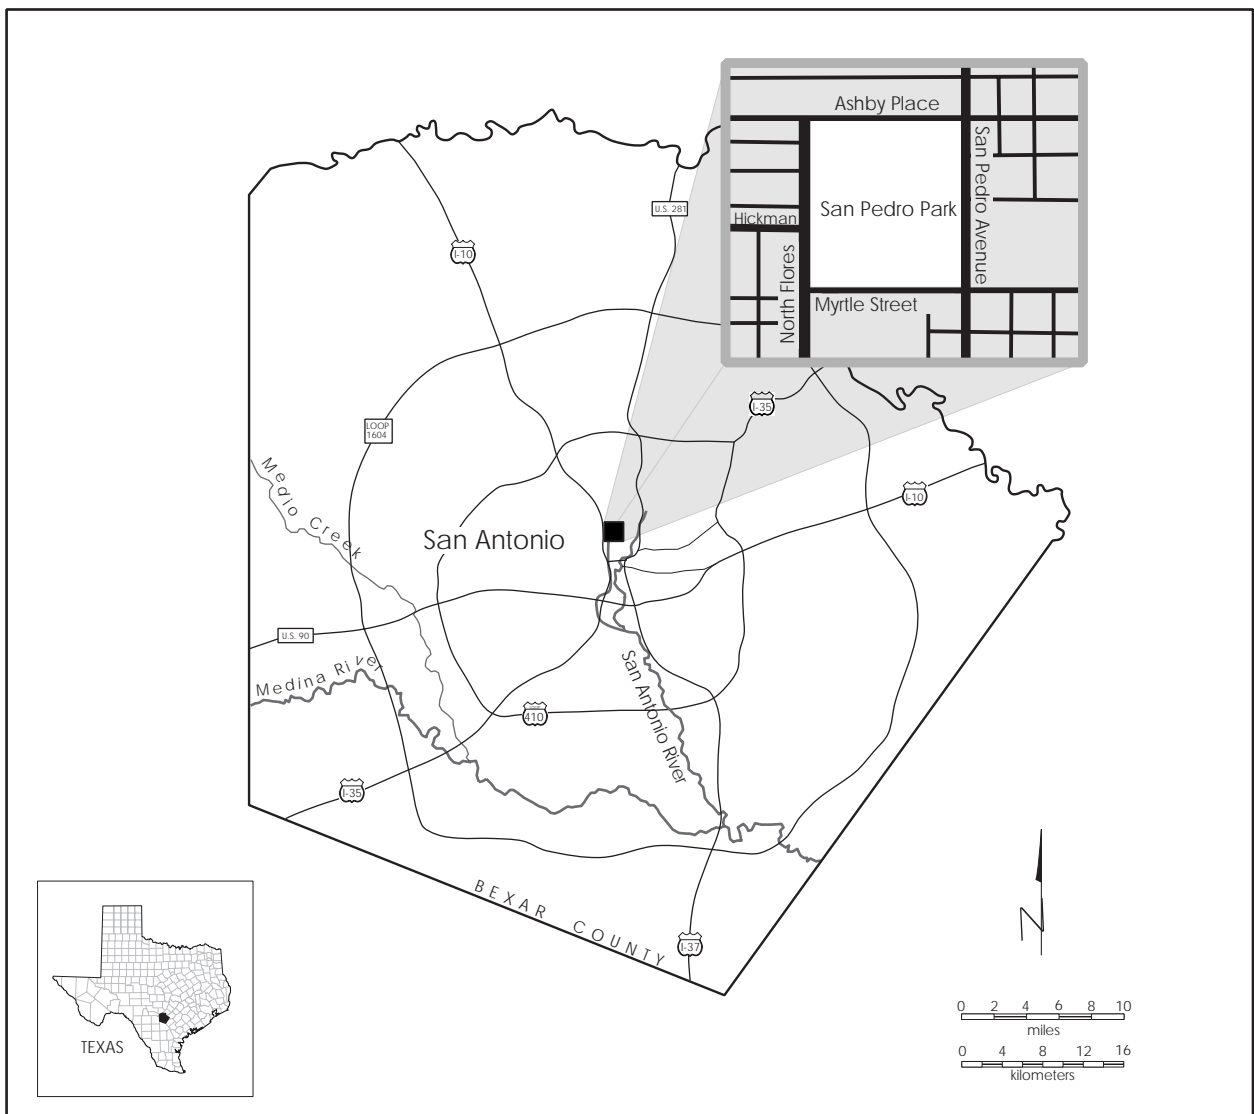 Ashby Place
San Pedro Avenue
San Pedro Park
Hickman
North Flores
Myrtle Street
U.S. 281
I-10
I-35
LOOP
1604
I-10
Medio Creek
San Antonio
U.S. 90
Medina River
San Antonio River
410
I-35
BEXAR COUNTY
I-37
N
TEXAS
0 2 4 6 8 10
miles
0 4 8 12 16
kilometers